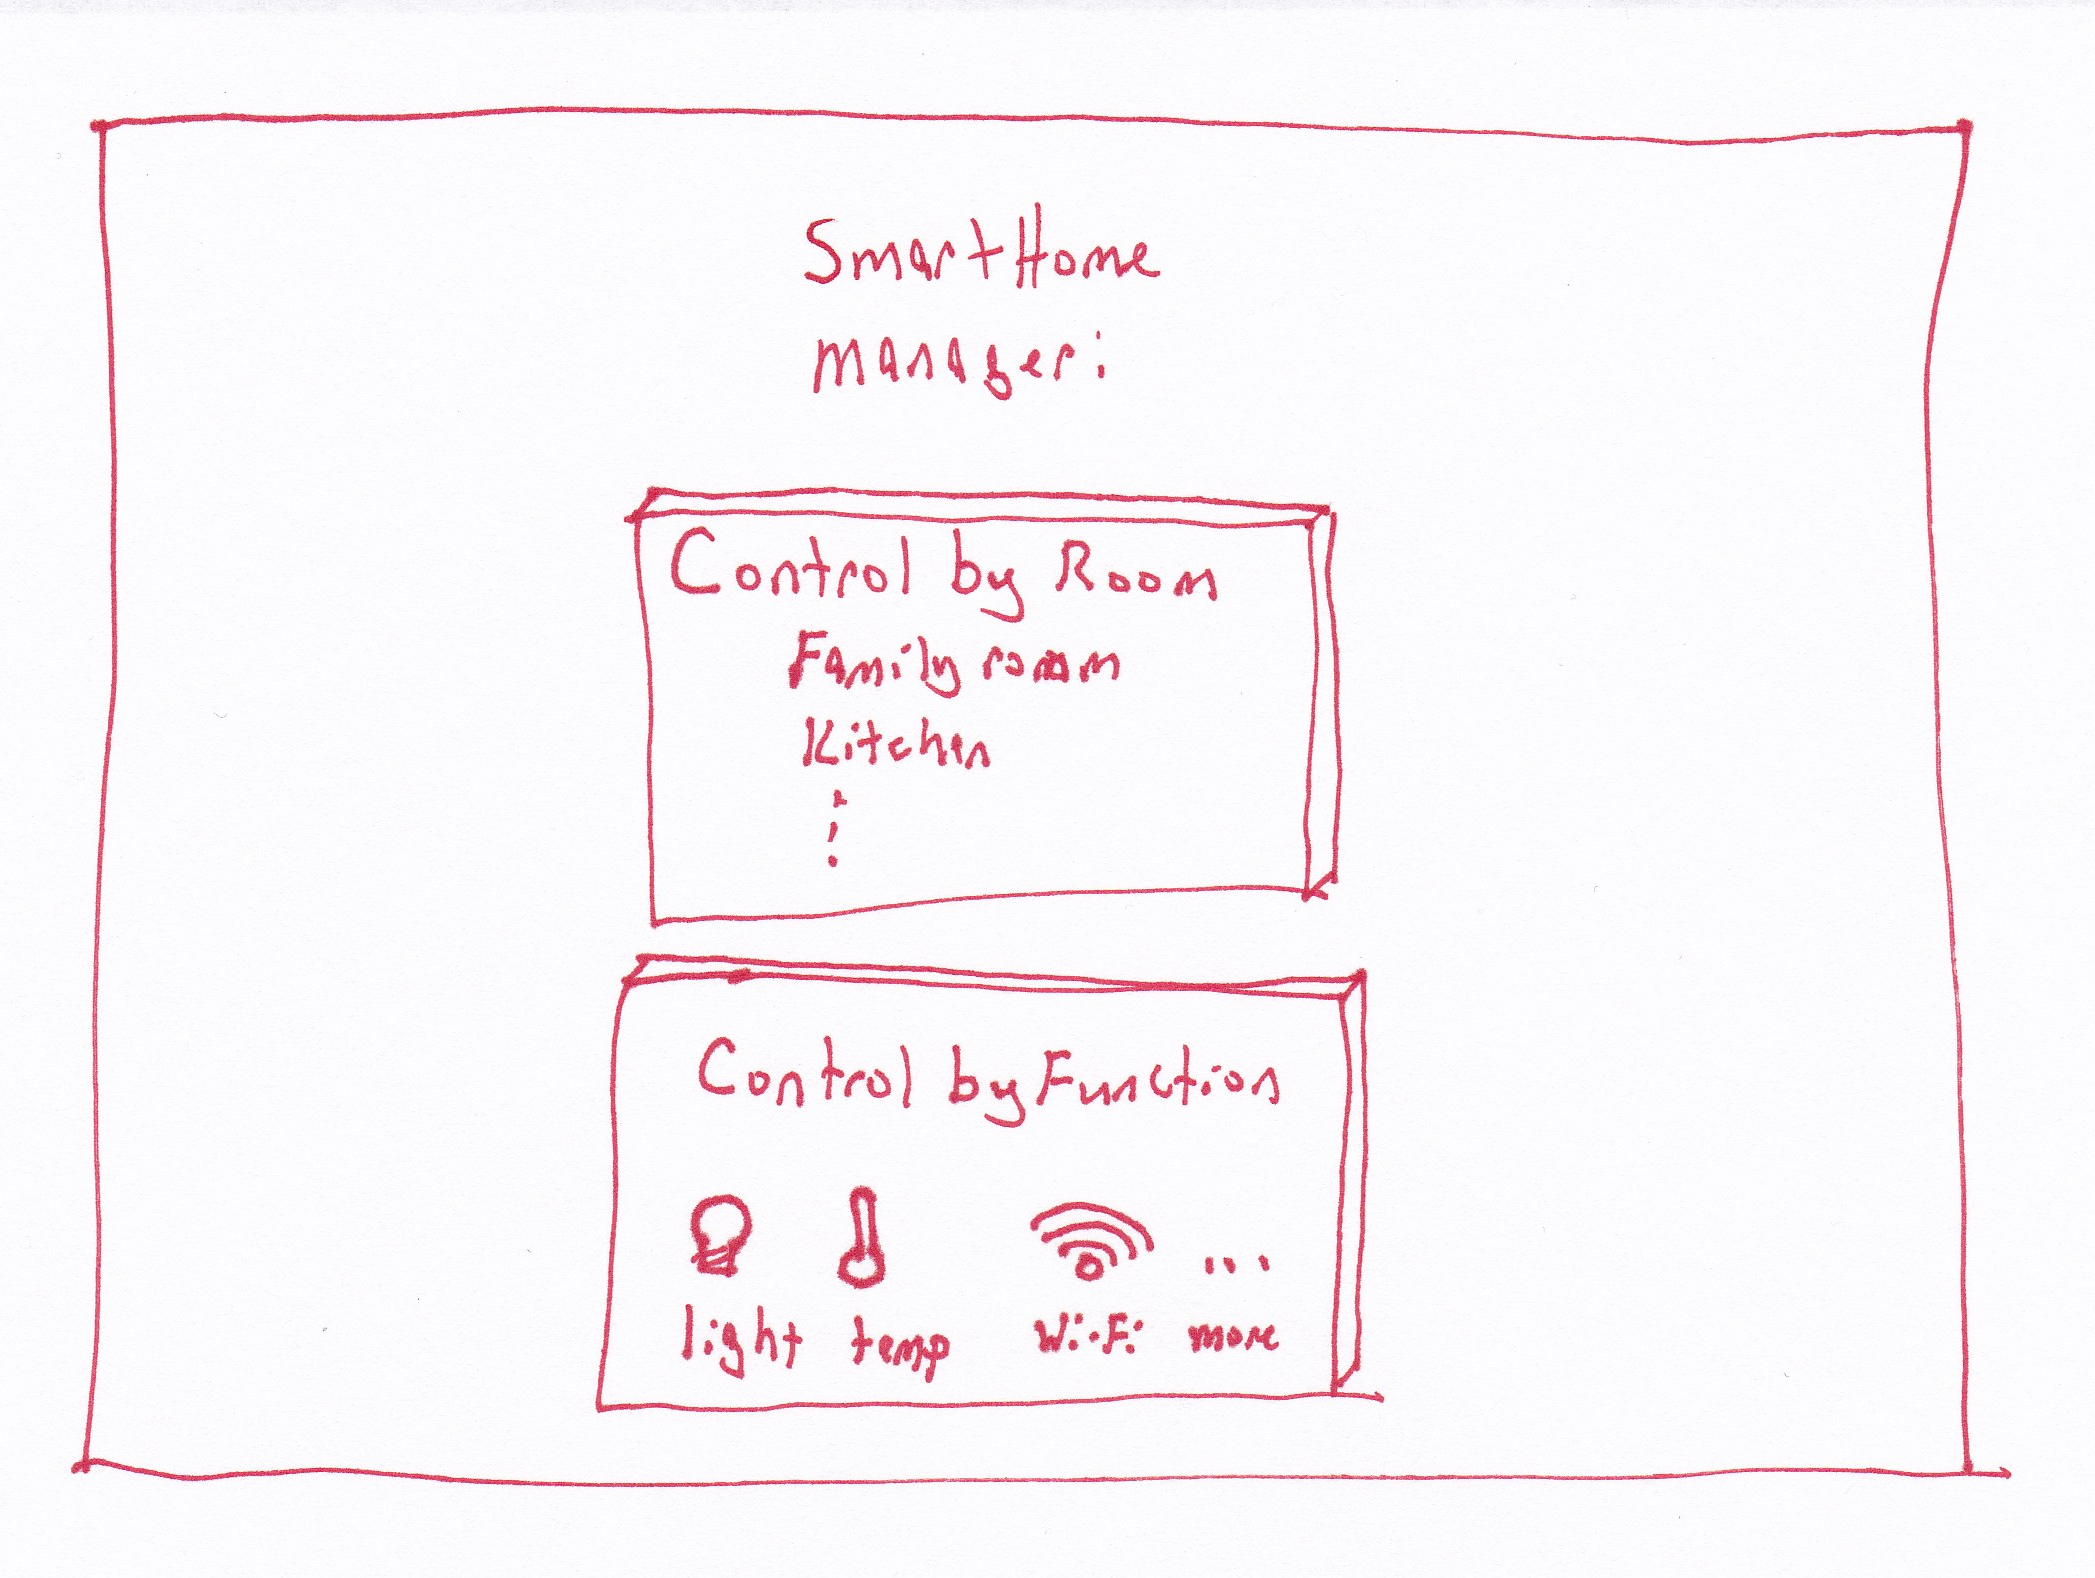 SmartHome
manager:
Control by Room
Family room
Kitchen
Control by Function
...
light temp Wi-Fi more